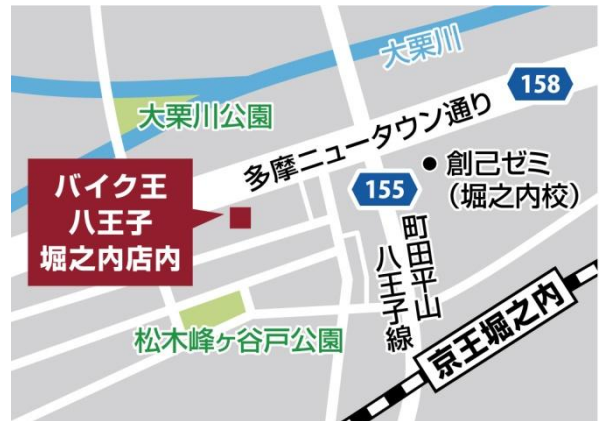 大栗川
158
大栗川公園
多摩ニュータウン通り
バイク王
八王子
堀之内店内
155
創己ゼミ
(堀之内校)
町田平山
八王子線
松木峰ヶ谷戸公園
京王堀之内